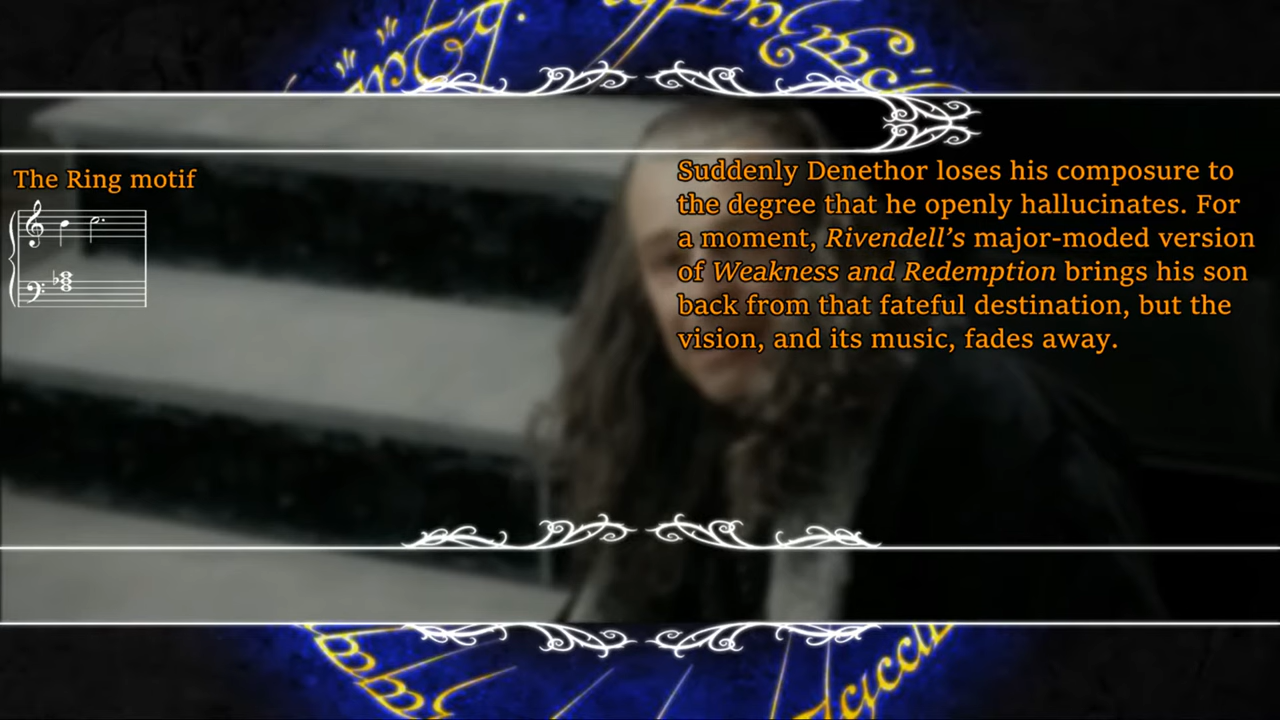 The Ring motif
Suddenly Denethor loses his composure to
the degree that he openly hallucinates. For
a moment, Rivendell’s major-moded version
of Weakness and Redemption brings his son
back from that fateful destination, but the
vision, and its music, fades away.